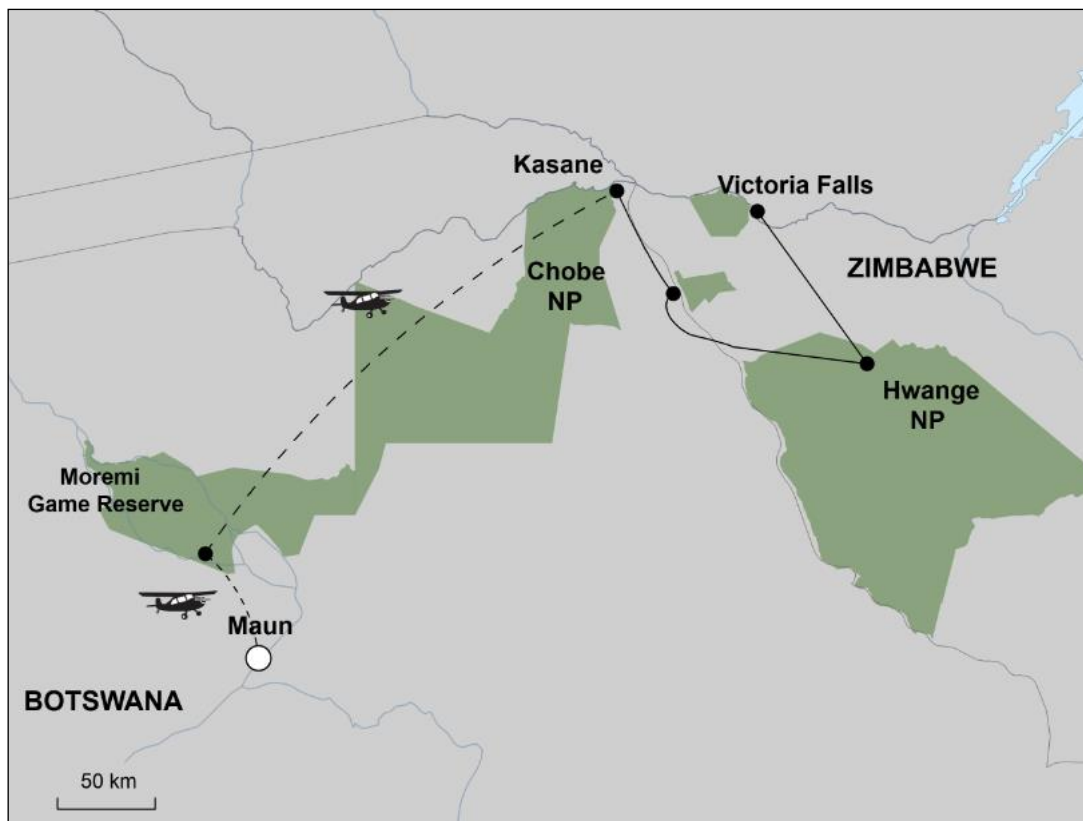 Kasane
Victoria Falls
ZIMBABWE
Chobe
NP
Hwange
NP
Moremi
Game Reserve
Maun
BOTSWANA
50 km